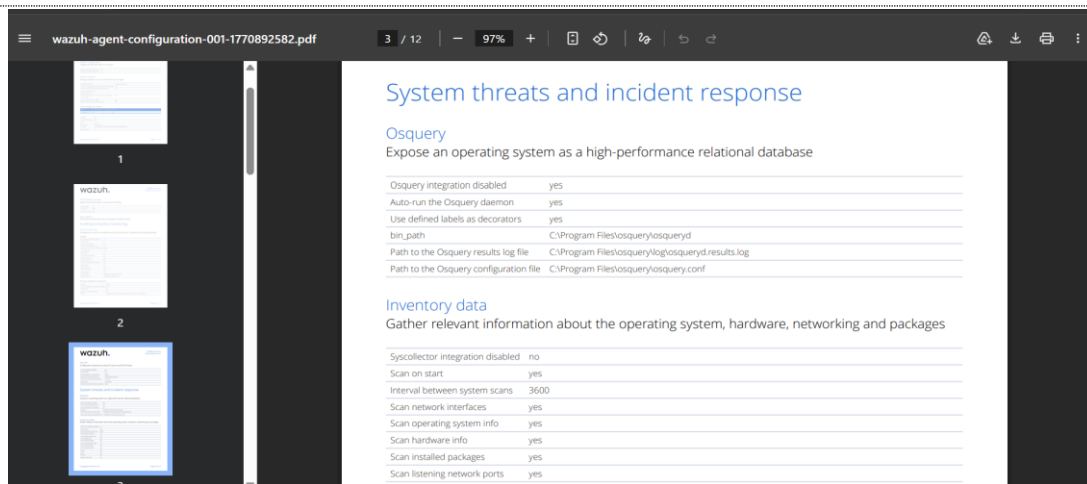 wazuh-agent-configuration-001-1770892582.pdf
3 / 12
97%
1
wazuh.
2
wazuh.
System threats and incident response
Osquery
Expose an operating system as a high-performance relational database
Osquery integration disabled yes
Auto-run the Osquery daemon yes
Use defined labels as decorators yes
bin_path C:\Program Files\osquery\osqueryd
Path to the Osquery results log file C:\Program Files\osquery\log\osqueryd.results.log
Path to the Osquery configuration file C:\Program Files\osquery\osquery.conf
Inventory data
Gather relevant information about the operating system, hardware, networking and packages
Syscollector integration disabled no
Scan on start yes
Interval between system scans 3600
Scan network interfaces yes
Scan operating system info yes
Scan hardware info yes
Scan installed packages yes
Scan listening network ports yes